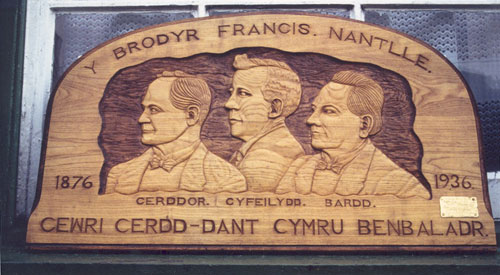 Y BRODYR FRANCIS. NANTLLE.
1876 1936.
CERDDOR. CYFEILYDD. BARDD.
CEWRI CERDD-DANT CYMRU BENBALADR.